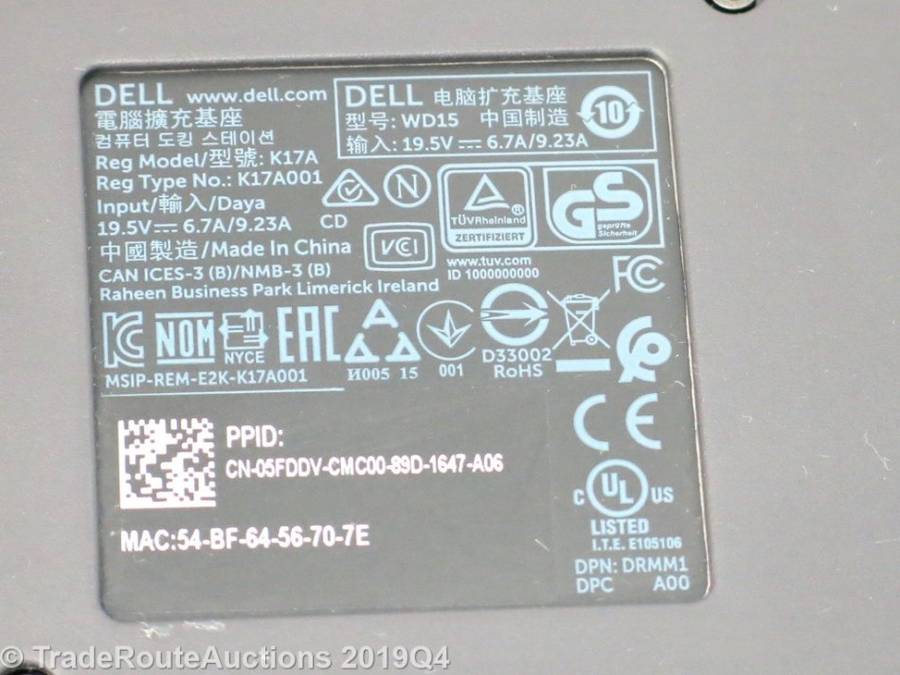 DELL www.dell.com
電腦擴充基座
컴퓨터 도킹 스테이션
Reg Model/型號: K17A
Reg Type No.: K17A001
Input/輸入/Daya
19.5V⎓6.7A/9.23A
中國製造/Made In China
CAN ICES-3 (B)/NMB-3 (B)
Raheen Business Park Limerick Ireland
DELL 电脑扩充基座
型号: WD15 中国制造
输入: 19.5V⎓6.7A/9.23A
10
N
CD
VCI
TÜVRheinland ®
ZERTIFIZIERT
www.tuv.com
ID 1000000000
GS
geprüfte
Sicherheit
FC
KC
NOM
NYCE
EAC
MSIP-REM-E2K-K17A001
И005 15
001
D33002
RoHS
CE
PPID:
CN-05FDDV-CMC00-89D-1647-A06
MAC:54-BF-64-56-70-7E
c UL US
LISTED
I.T.E. E105106
DPN: DRMM1
DPC A00
© TradeRouteAuctions 2019Q4